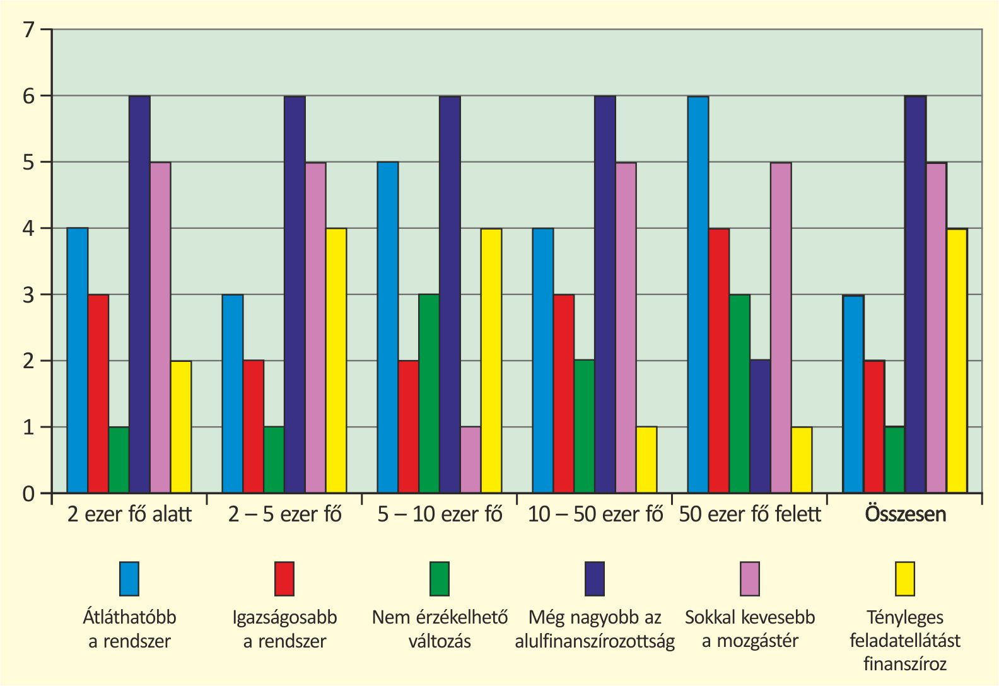 7
6
5
4
3
2
1
0
2 ezer fő alatt
2 – 5 ezer fő
5 – 10 ezer fő
10 – 50 ezer fő
50 ezer fő felett
Összesen
Átláthatóbb
a rendszer
Igazságosabb
a rendszer
Nem érzékelhető
változás
Még nagyobb az
alulfinanszírozottság
Sokkal kevesebb
a mozgástér
Tényleges
feladatellátást
finanszíroz